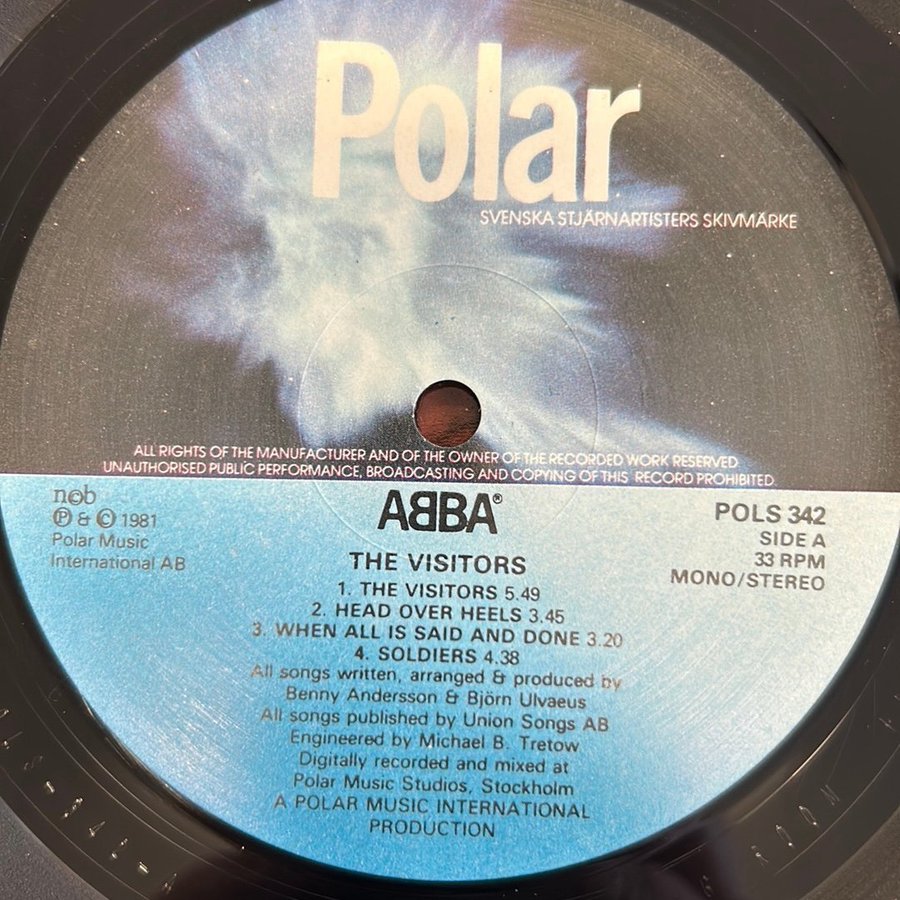 Polar
SVENSKA STJÄRNARTISTERS SKIVMÄRKE
ALL RIGHTS OF THE MANUFACTURER AND OF THE OWNER OF THE RECORDED WORK RESERVED
UNAUTHORISED PUBLIC PERFORMANCE, BROADCASTING AND COPYING OF THIS RECORD PROHIBITED.
ncb
Ⓟ & © 1981
Polar Music
International AB
ABBA®
POLS 342
SIDE A
33 RPM
MONO/STEREO
THE VISITORS
1. THE VISITORS 5.49
2. HEAD OVER HEELS 3.45
3. WHEN ALL IS SAID AND DONE 3.20
4. SOLDIERS 4.38
All songs written, arranged & produced by
Benny Andersson & Björn Ulvaeus
All songs published by Union Songs AB
Engineered by Michael B. Tretow
Digitally recorded and mixed at
Polar Music Studios, Stockholm
A POLAR MUSIC INTERNATIONAL
PRODUCTION